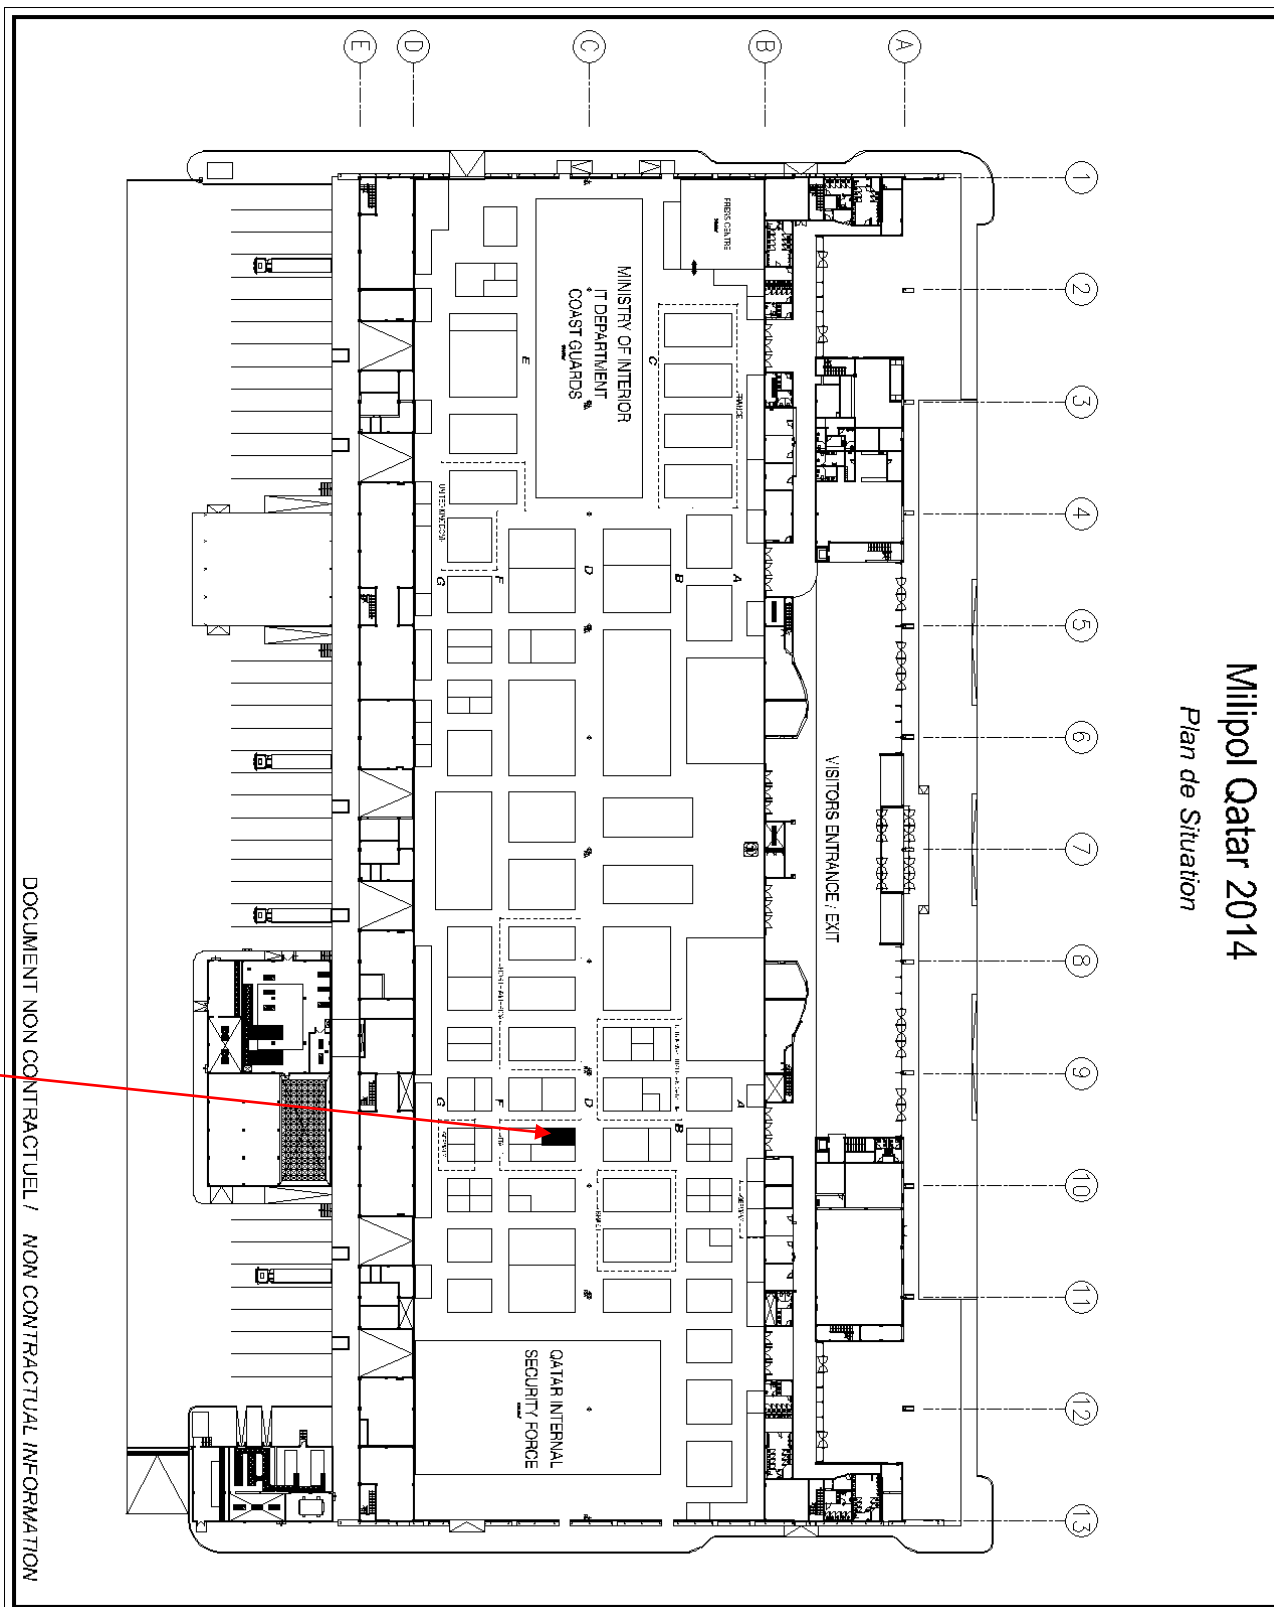 Milipol Qatar 2014
Plan de Situation
A
B
C
D
E
1
2
3
4
5
6
7
8
9
10
11
12
13
PRESS CENTRE
MINISTRY OF INTERIOR
IT DEPARTMENT
COAST GUARDS
C
E
A
B
D
F
G
VISITORS ENTRANCE / EXIT
A
B
D
F
G
QATAR INTERNAL
SECURITY FORCE
DOCUMENT NON CONTRACTUEL / NON CONTRACTUAL INFORMATION